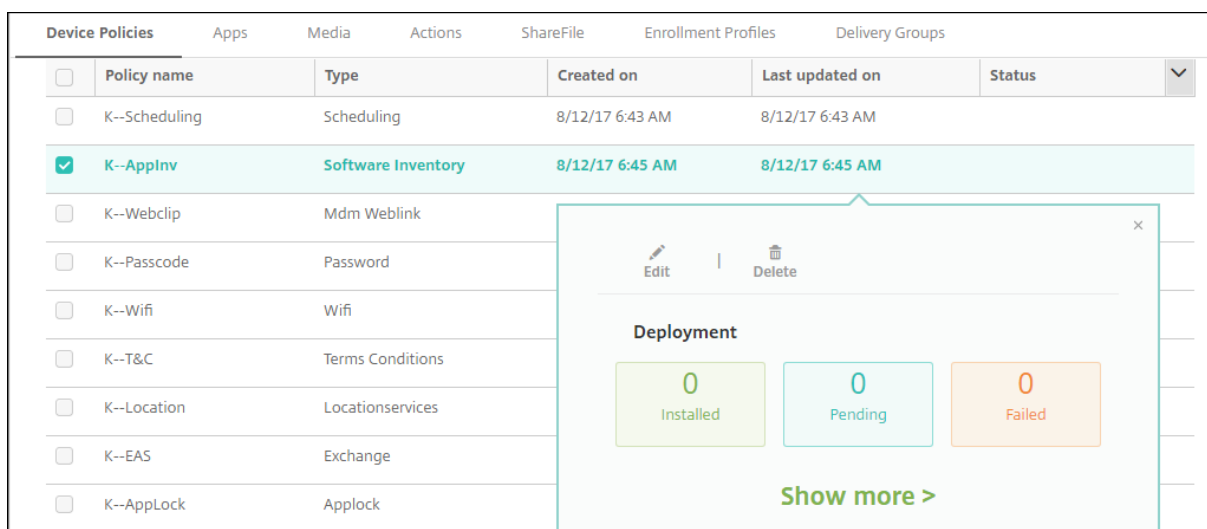 Device Policies Apps Media Actions ShareFile Enrollment Profiles Delivery Groups
Policy name Type Created on Last updated on Status
K--Scheduling Scheduling 8/12/17 6:43 AM 8/12/17 6:43 AM
K--AppInv Software Inventory 8/12/17 6:45 AM 8/12/17 6:45 AM
K--Webclip Mdm Weblink
K--Passcode Password
K--Wifi Wifi
K--T&C Terms Conditions
K--Location Locationservices
K--EAS Exchange
K--AppLock Applock
×
Edit | Delete
Deployment
0 0 0
Installed Pending Failed
Show more >